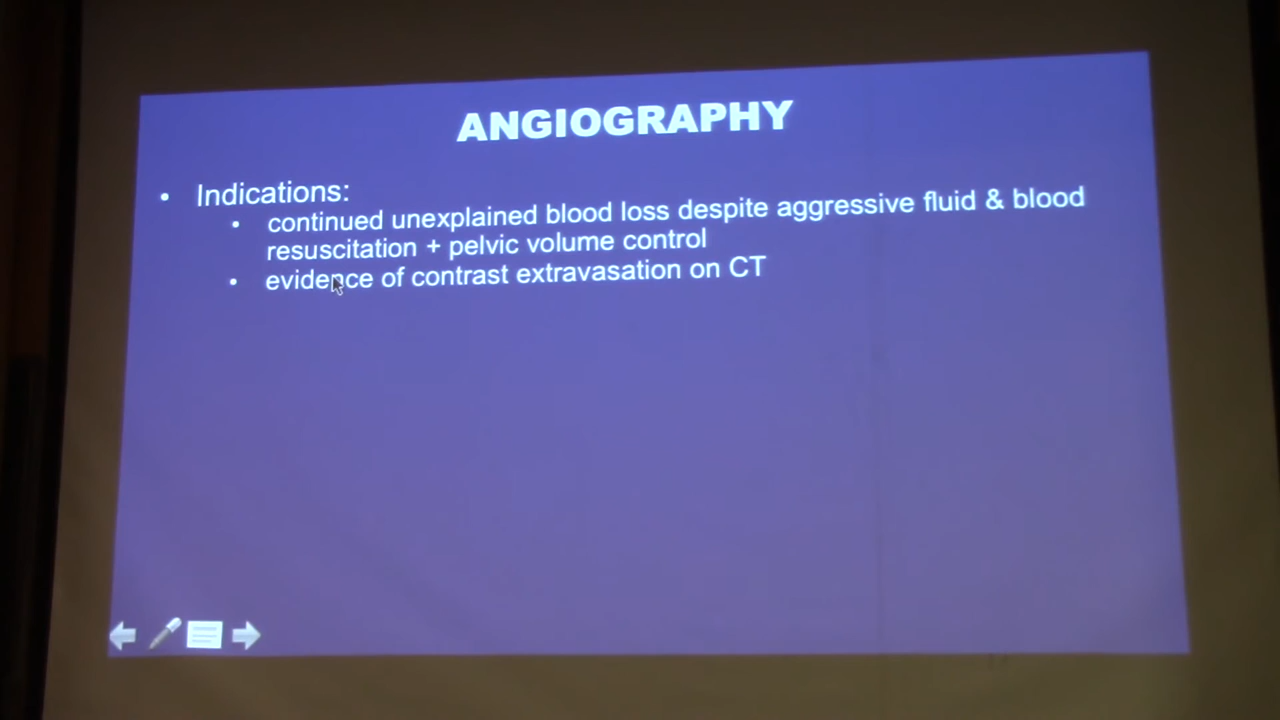 ANGIOGRAPHY
• Indications:
• continued unexplained blood loss despite aggressive fluid & blood
resuscitation + pelvic volume control
• evidence of contrast extravasation on CT